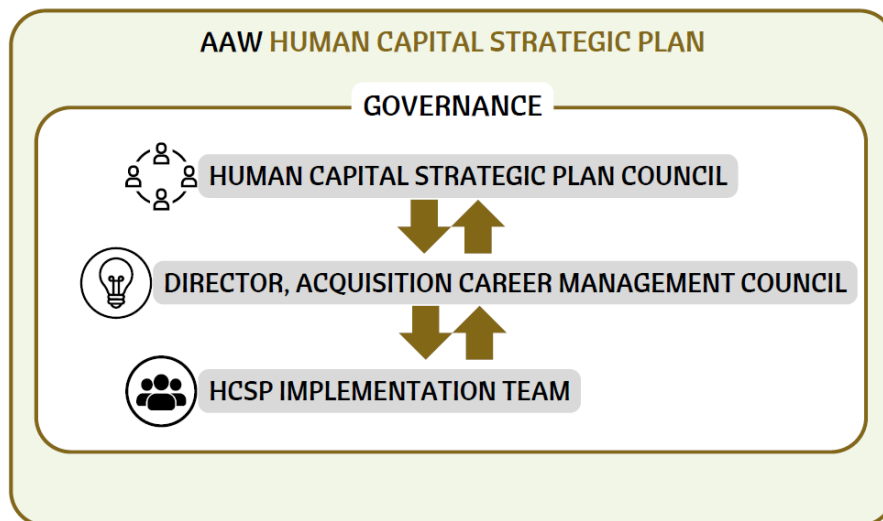 AAW HUMAN CAPITAL STRATEGIC PLAN
GOVERNANCE
HUMAN CAPITAL STRATEGIC PLAN COUNCIL
DIRECTOR, ACQUISITION CAREER MANAGEMENT COUNCIL
HCSP IMPLEMENTATION TEAM